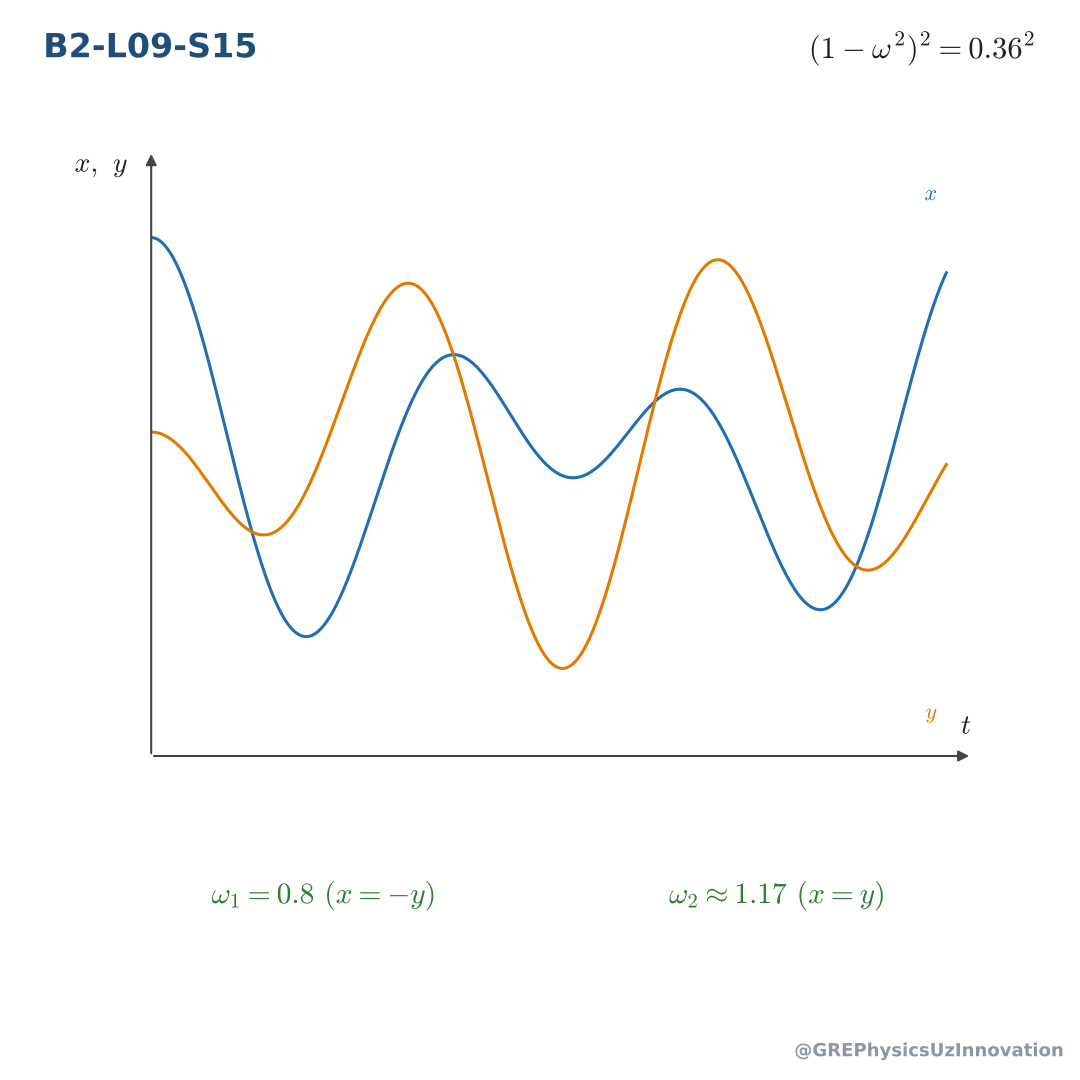 B2-L09-S15
(1 − ω²)² = 0.36²
x, y
x
y
t
ω₁ = 0.8 (x = −y)
ω₂ ≈ 1.17 (x = y)
@GREPhysicsUzInnovation